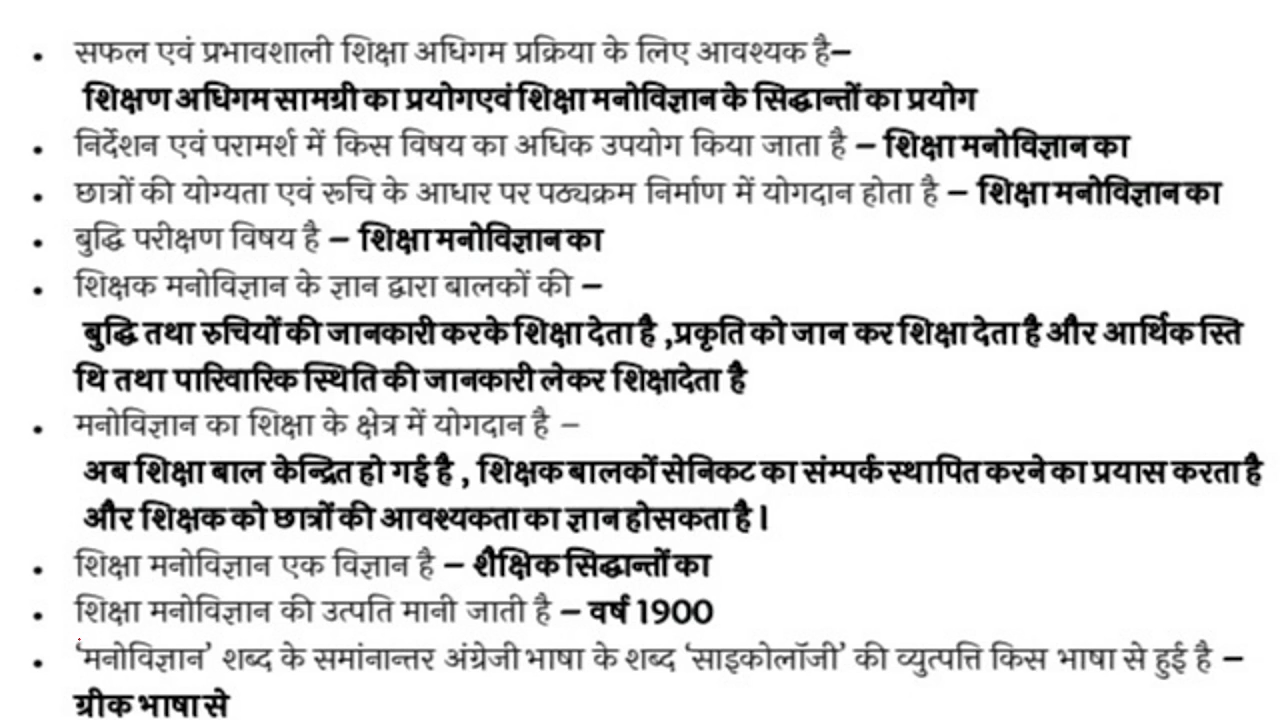 • सफल एवं प्रभावशाली शिक्षा अधिगम प्रक्रिया के लिए आवश्यक है–
शिक्षण अधिगम सामग्री का प्रयोगएवं शिक्षा मनोविज्ञान के सिद्धान्तों का प्रयोग
• निर्देशन एवं परामर्श में किस विषय का अधिक उपयोग किया जाता है – शिक्षा मनोविज्ञान का
• छात्रों की योग्यता एवं रूचि के आधार पर पठ्यक्रम निर्माण में योगदान होता है – शिक्षा मनोविज्ञान का
• बुद्धि परीक्षण विषय है – शिक्षा मनोविज्ञान का
• शिक्षक मनोविज्ञान के ज्ञान द्वारा बालकों की –
बुद्धि तथा रुचियों की जानकारी करके शिक्षा देता है ,प्रकृति को जान कर शिक्षा देता है और आर्थिक स्ति
थि तथा पारिवारिक स्थिति की जानकारी लेकर शिक्षादेता है
• मनोविज्ञान का शिक्षा के क्षेत्र में योगदान है –
अब शिक्षा बाल केन्द्रित हो गई है , शिक्षक बालकों सेनिकट का संम्पर्क स्थापित करने का प्रयास करता है
और शिक्षक को छात्रों की आवश्यकता का ज्ञान होसकता है ।
• शिक्षा मनोविज्ञान एक विज्ञान है – शैक्षिक सिद्धान्तों का
• शिक्षा मनोविज्ञान की उत्पति मानी जाती है – वर्ष 1900
• ‘मनोविज्ञान’ शब्द के समांनान्तर अंग्रेजी भाषा के शब्द ‘साइकोलॉजी’ की व्युत्पत्ति किस भाषा से हुई है –
ग्रीक भाषा से